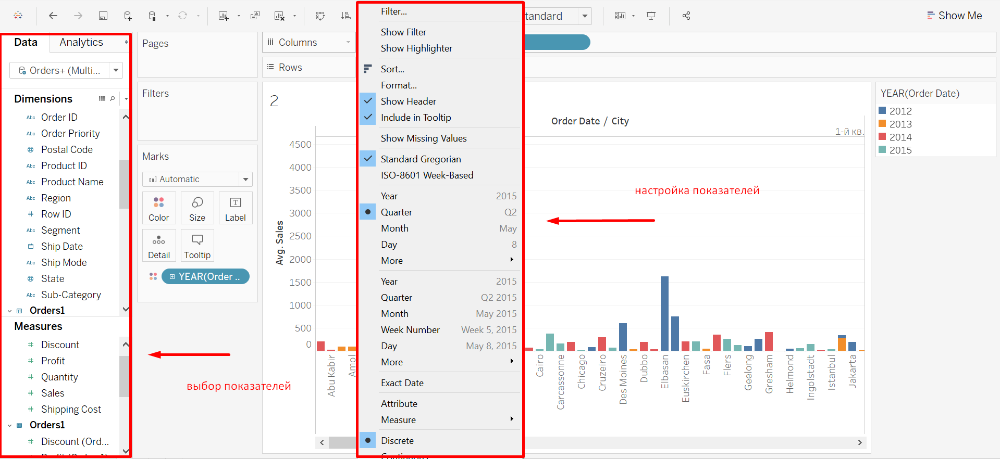 tandard
Show Me
Data
Analytics
Orders+ (Multi...
Dimensions
Abc Order ID
Abc Order Priority
Postal Code
Abc Product ID
Abc Product Name
Abc Region
# Row ID
Abc Segment
Ship Date
Abc Ship Mode
State
Abc Sub-Category
Orders1
Measures
# Discount
# Profit
# Quantity
# Sales
# Shipping Cost
Orders1
# Discount (Ord...
Pages
Filters
Marks
Automatic
Color
Size
Label
Detail
Tooltip
YEAR(Order ..
выбор показателей
Columns
Rows
Filter...
Show Filter
Show Highlighter
Sort...
Format...
Show Header
Include in Tooltip
Show Missing Values
Standard Gregorian
ISO-8601 Week-Based
Year 2015
Quarter Q2
Month May
Day 8
More
Year 2015
Quarter Q2 2015
Month May 2015
Week Number Week 5, 2015
Day May 8, 2015
More
Exact Date
Attribute
Measure
Discrete
2
Order Date / City
1-й кв.
настройка показателей
Avg. Sales
4500
4000
3500
3000
2500
2000
1500
1000
500
0
Abu Kabir
Amol
Cairo
Carcassonne
Chicago
Cruzeiro
Des Moines
Dubbo
Elbasan
Euskirchen
Fasa
Flers
Geelong
Gresham
Helmond
Ingolstadt
Istanbul
Jakarta
YEAR(Order Date)
2012
2013
2014
2015